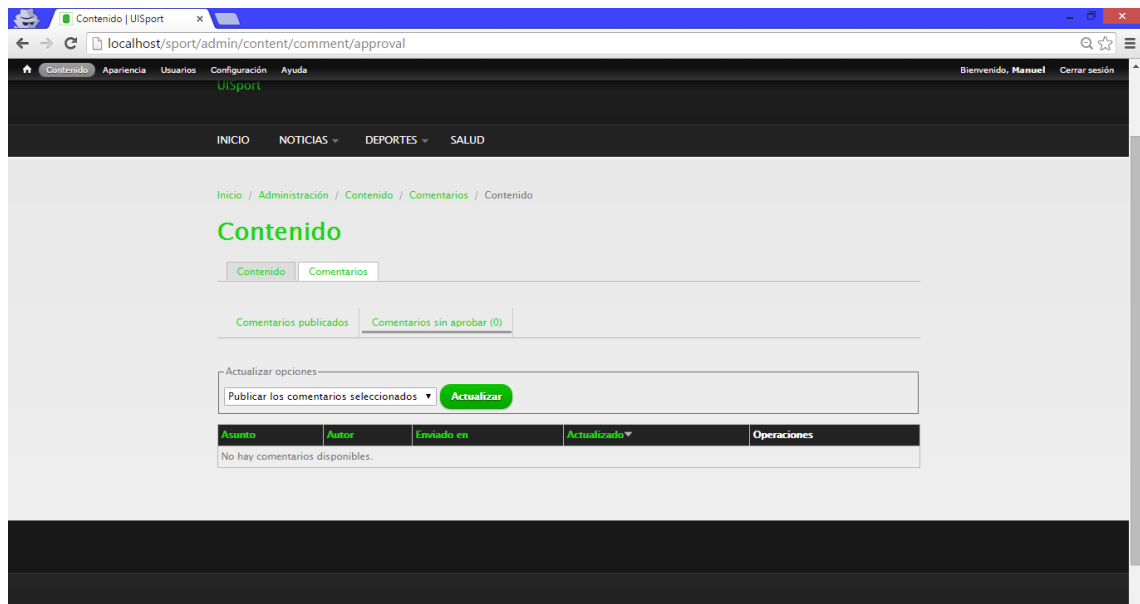 Contenido | UISport
localhost/sport/admin/content/comment/approval
Contenido Apariencia Usuarios Configuración Ayuda Bienvenido, Manuel Cerrar sesión
UISport
INICIO NOTICIAS DEPORTES SALUD
Inicio / Administración / Contenido / Comentarios / Contenido
Contenido
Contenido Comentarios
Comentarios publicados Comentarios sin aprobar (0)
Actualizar opciones
Publicar los comentarios seleccionados Actualizar
Asunto Autor Enviado en Actualizado Operaciones
No hay comentarios disponibles.